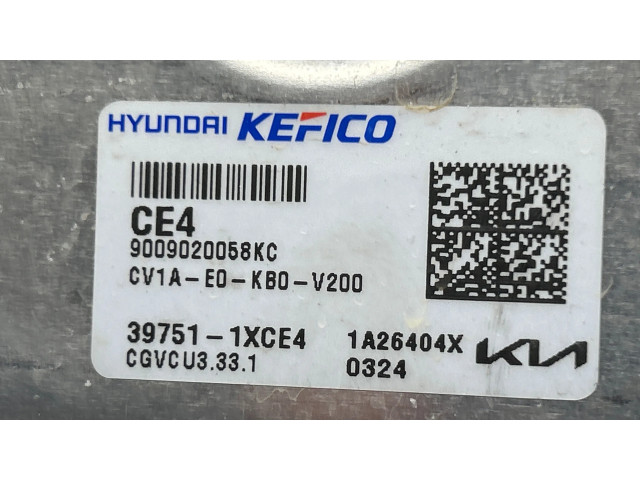 HYUNDAI KEFICO
CE4
9009020058KC
CV1A-E0-KB0-V200
39751-1XCE4 1A26404X
CGVCU3.33.1 0324
KIA